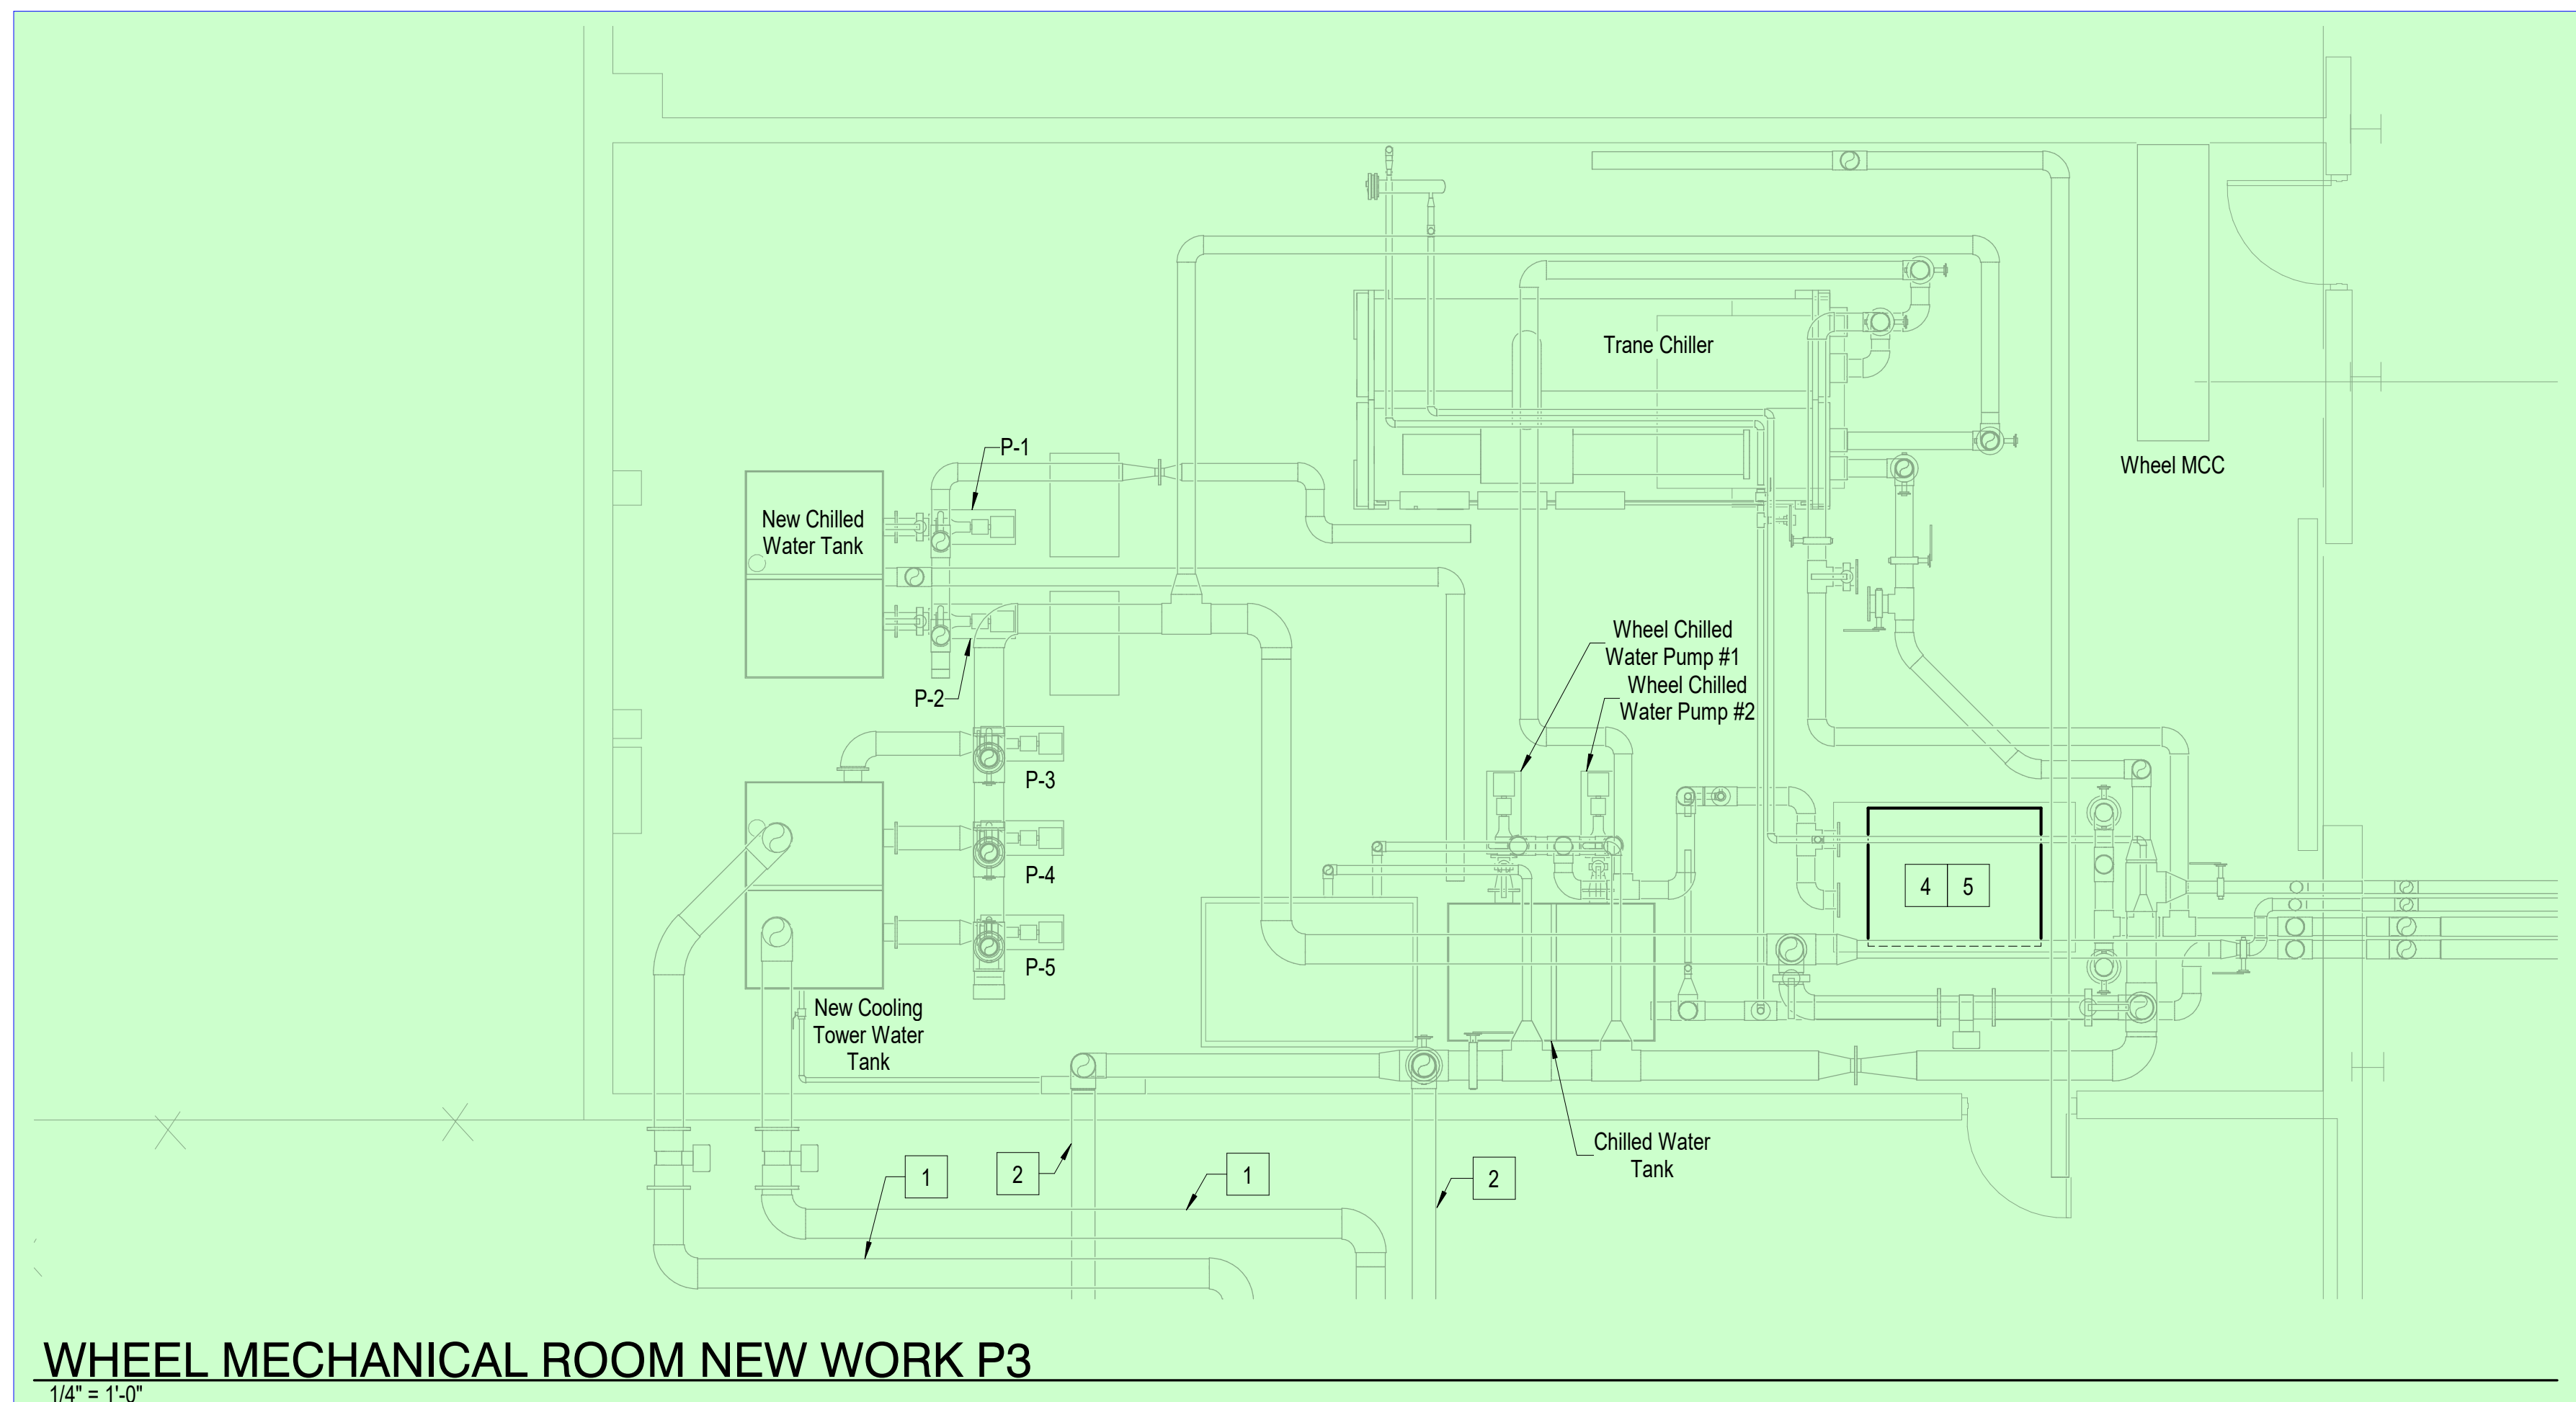 Trane Chiller
P-1
Wheel MCC
New Chilled
Water Tank
Wheel Chilled
Water Pump #1
Wheel Chilled
Water Pump #2
P-2
P-3
P-4
4 5
P-5
New Cooling
Tower Water
Tank
Chilled Water
Tank
1
2
1
2
WHEEL MECHANICAL ROOM NEW WORK P3
1/4" = 1'-0"